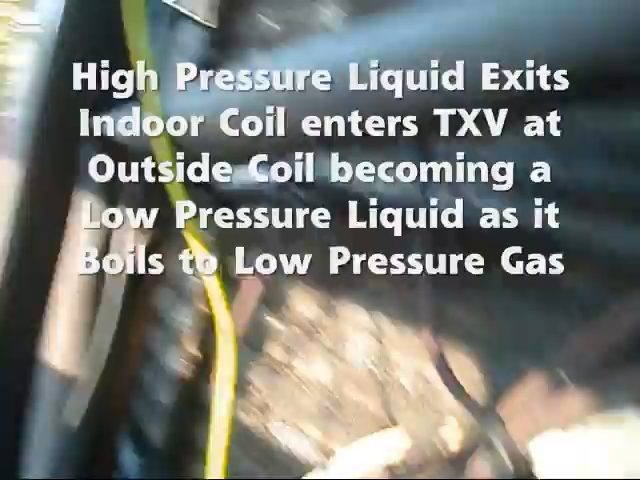 High Pressure Liquid Exits
Indoor Coil enters TXV at
Outside Coil becoming a
Low Pressure Liquid as it
Boils to Low Pressure Gas